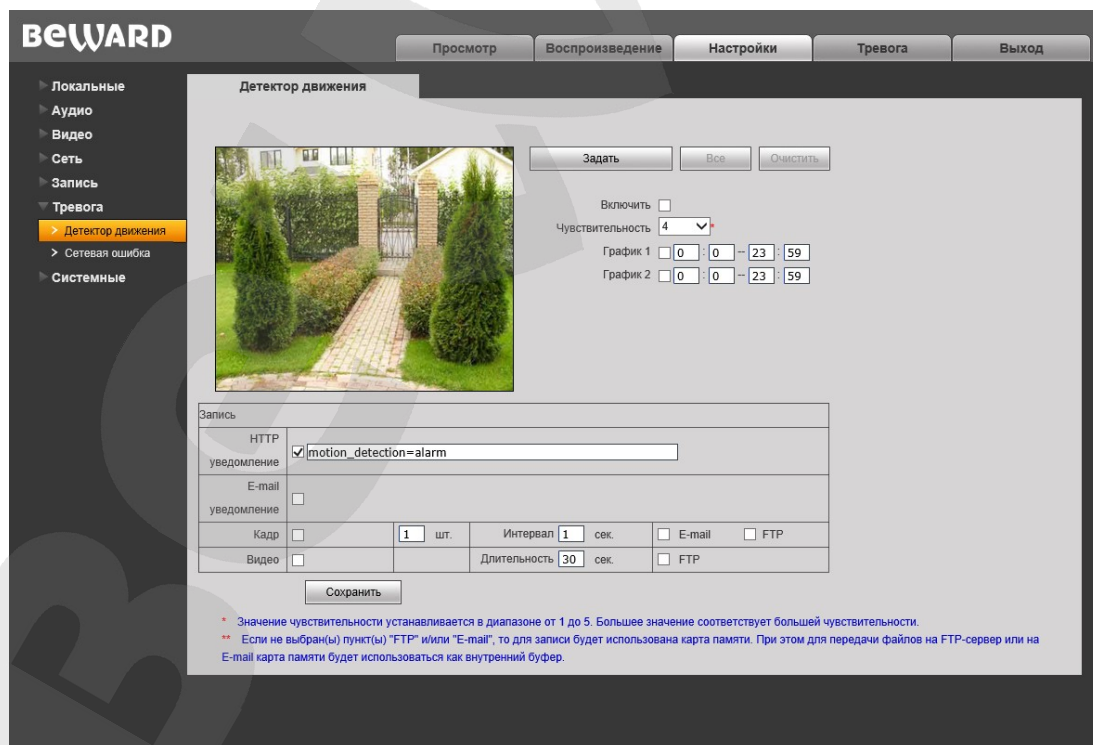 BEWARD
Просмотр Воспроизведение Настройки Тревога Выход
Локальные
Аудио
Видео
Сеть
Запись
Тревога
> Детектор движения
> Сетевая ошибка
Системные
Детектор движения
Задать Все Очистить
Включить
Чувствительность 4 *
График 1 0 : 0 -- 23 : 59
График 2 0 : 0 -- 23 : 59
Запись
HTTP
уведомление
motion_detection=alarm
E-mail
уведомление
Кадр 1 шт. Интервал 1 сек. E-mail FTP
Видео Длительность 30 сек. FTP
Сохранить
* Значение чувствительности устанавливается в диапазоне от 1 до 5. Большее значение соответствует большей чувствительности.
** Если не выбран(ы) пункт(ы) "FTP" и/или "E-mail", то для записи будет использована карта памяти. При этом для передачи файлов на FTP-сервер или на
E-mail карта памяти будет использоваться как внутренний буфер.